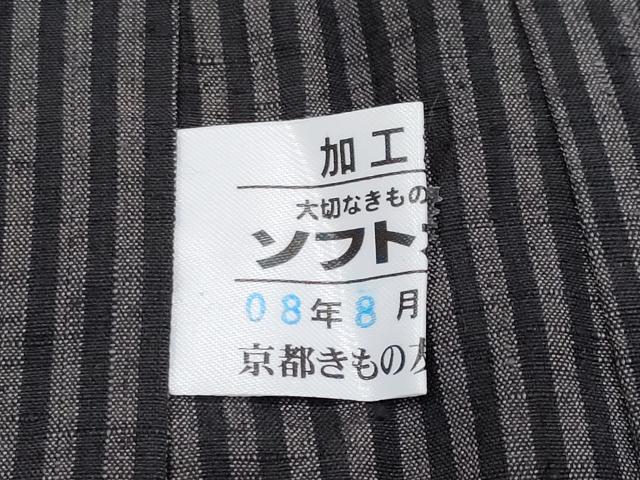 加工
大切なきもの
ソフト
08年8月
京都きもの